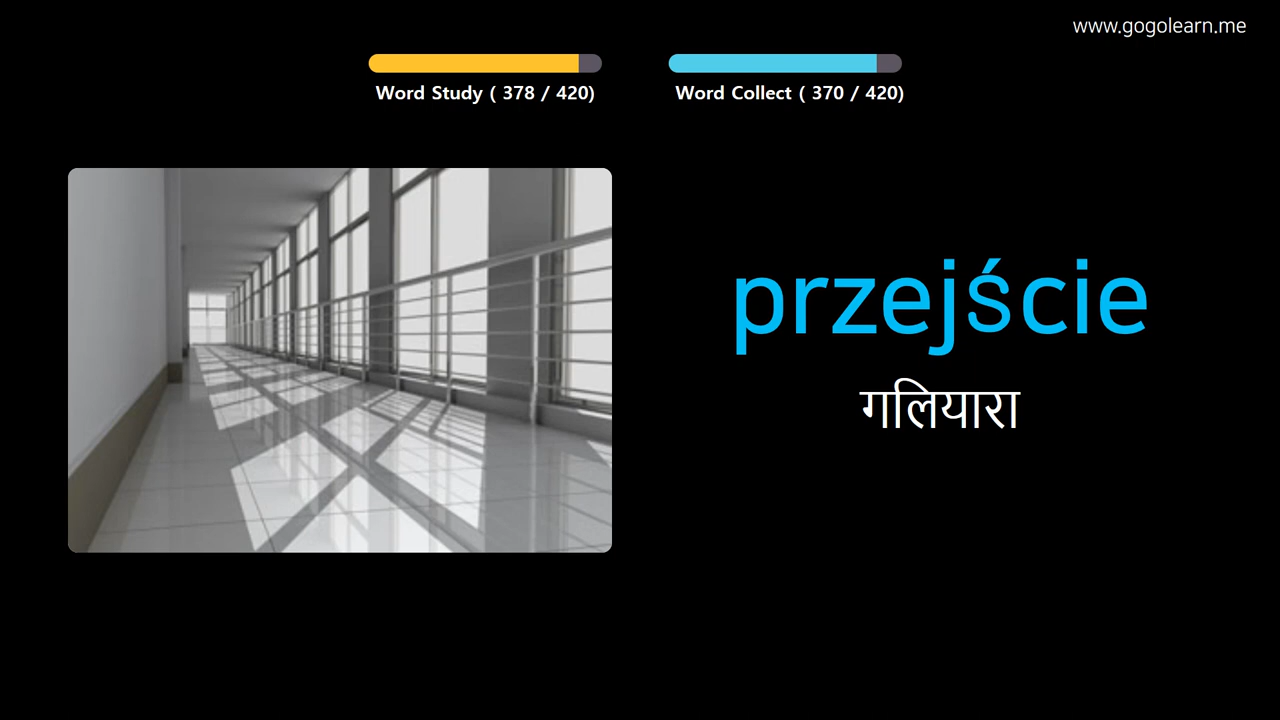 www.gogolearn.me
Word Study ( 378 / 420)
Word Collect ( 370 / 420)
przejście
गलियारा